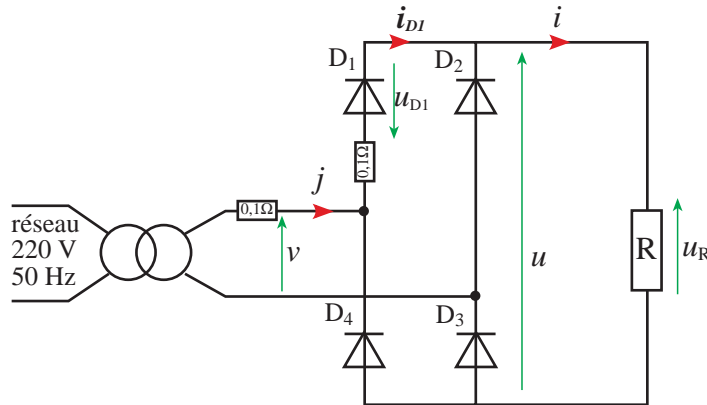 i_D1
i
D1
D2
u_D1
0,1Ω
j
0,1Ω
réseau
220 V
50 Hz
v
u
R
u_R
D4
D3